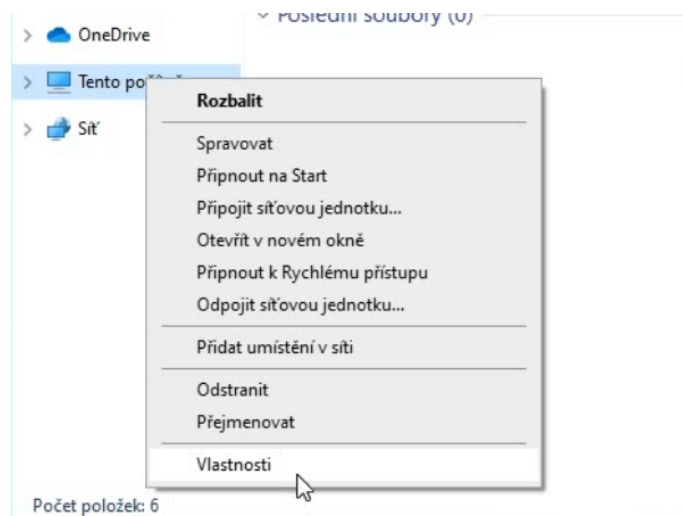 Poslední soubory (0)
OneDrive
Tento
Síť
Rozbalit
Spravovat
Připnout na Start
Připojit síťovou jednotku...
Otevřít v novém okně
Připnout k Rychlému přístupu
Odpojit síťovou jednotku...
Přidat umístění v síti
Odstranit
Přejmenovat
Vlastnosti
Počet položek: 6